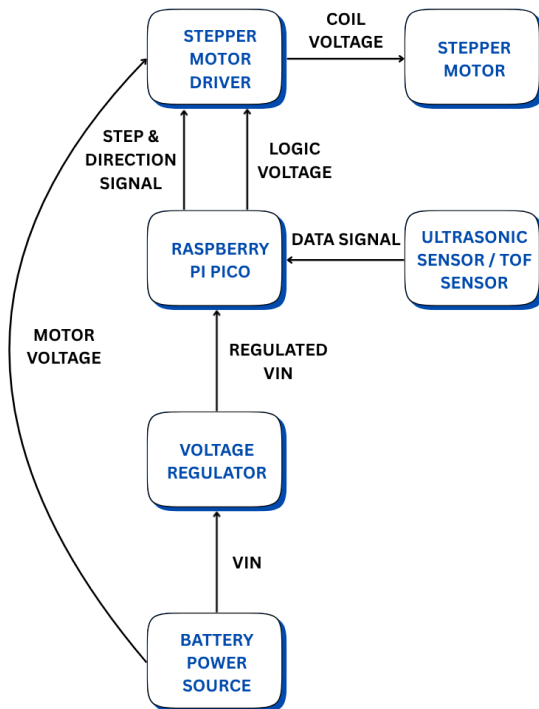 STEPPER
MOTOR
DRIVER
COIL
VOLTAGE
STEPPER
MOTOR
STEP &
DIRECTION
SIGNAL
LOGIC
VOLTAGE
RASPBERRY
PI PICO
DATA SIGNAL
ULTRASONIC
SENSOR / TOF
SENSOR
MOTOR
VOLTAGE
REGULATED
VIN
VOLTAGE
REGULATOR
VIN
BATTERY
POWER
SOURCE